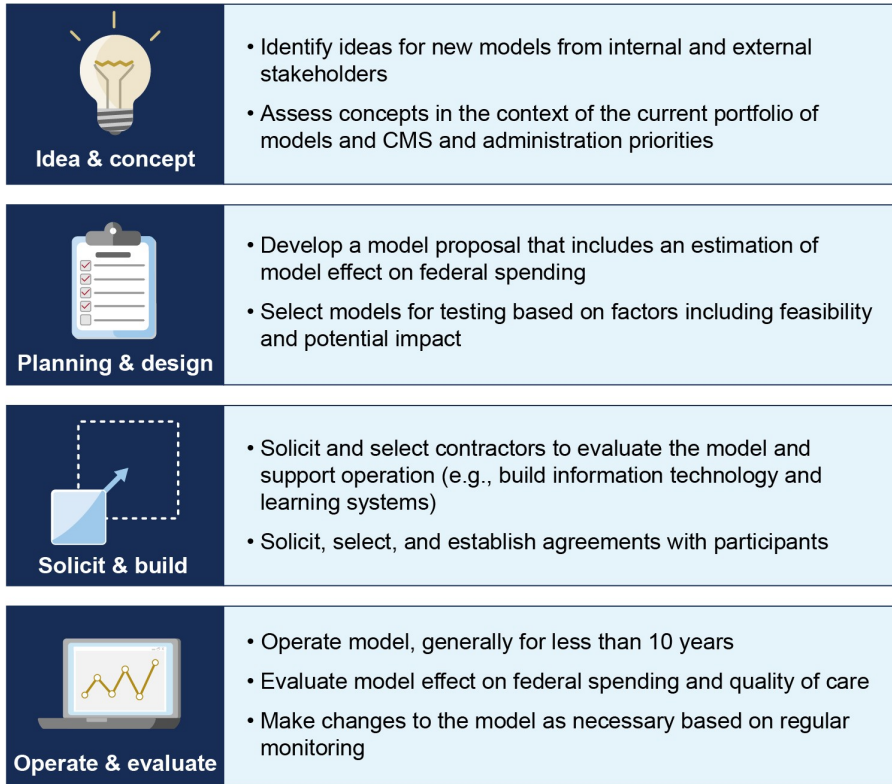 Idea & concept
• Identify ideas for new models from internal and external
stakeholders
• Assess concepts in the context of the current portfolio of
models and CMS and administration priorities
Planning & design
• Develop a model proposal that includes an estimation of
model effect on federal spending
• Select models for testing based on factors including feasibility
and potential impact
Solicit & build
• Solicit and select contractors to evaluate the model and
support operation (e.g., build information technology and
learning systems)
• Solicit, select, and establish agreements with participants
Operate & evaluate
• Operate model, generally for less than 10 years
• Evaluate model effect on federal spending and quality of care
• Make changes to the model as necessary based on regular
monitoring